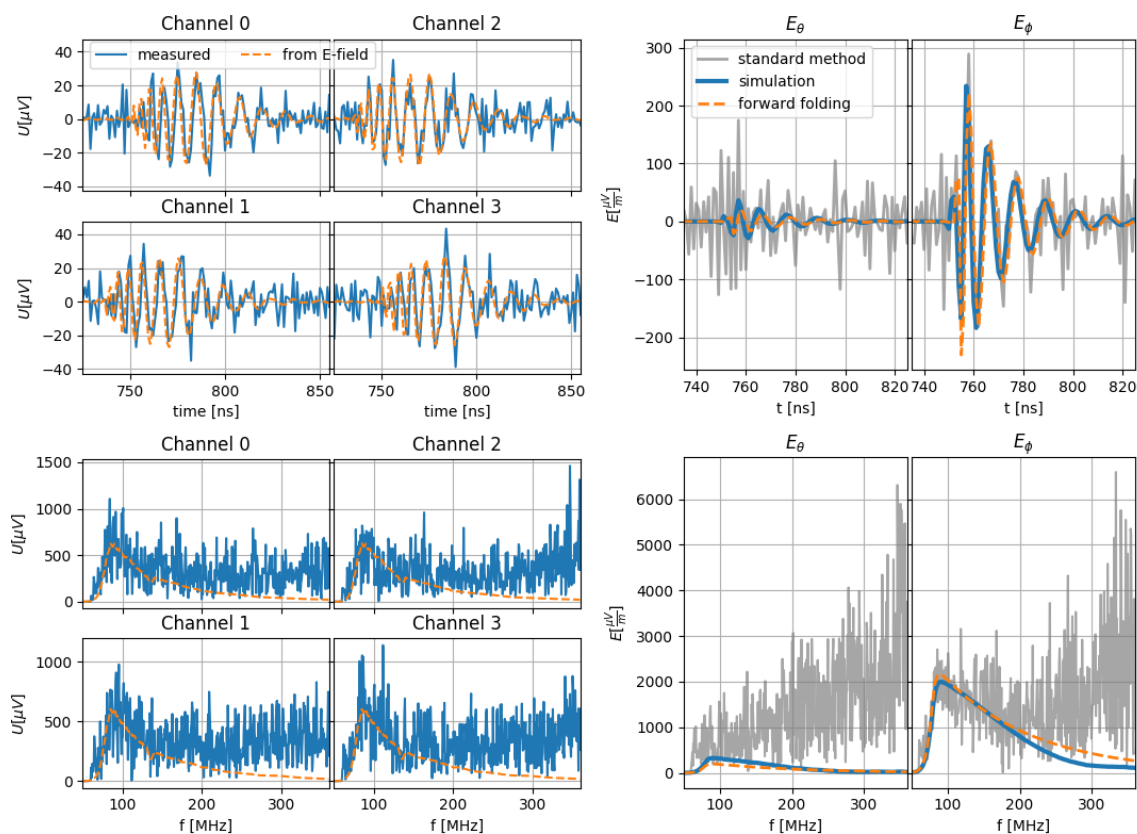 Channel 0
Channel 2
40
20
0
−20
−40
U[μV]
measured
from E-field
Channel 1
Channel 3
40
20
0
−20
−40
U[μV]
750
800
850
750
800
850
time [ns]
time [ns]
E_θ
E_ϕ
300
200
100
0
−100
−200
E[μV/m]
standard method
simulation
forward folding
740
760
780
800
820
740
760
780
800
820
t [ns]
t [ns]
Channel 0
Channel 2
1500
1000
500
0
U[μV]
Channel 1
Channel 3
1000
500
0
U[μV]
100
200
300
100
200
300
f [MHz]
f [MHz]
E_θ
E_ϕ
6000
5000
4000
3000
2000
1000
0
E[μV/m]
100
200
300
100
200
300
f [MHz]
f [MHz]